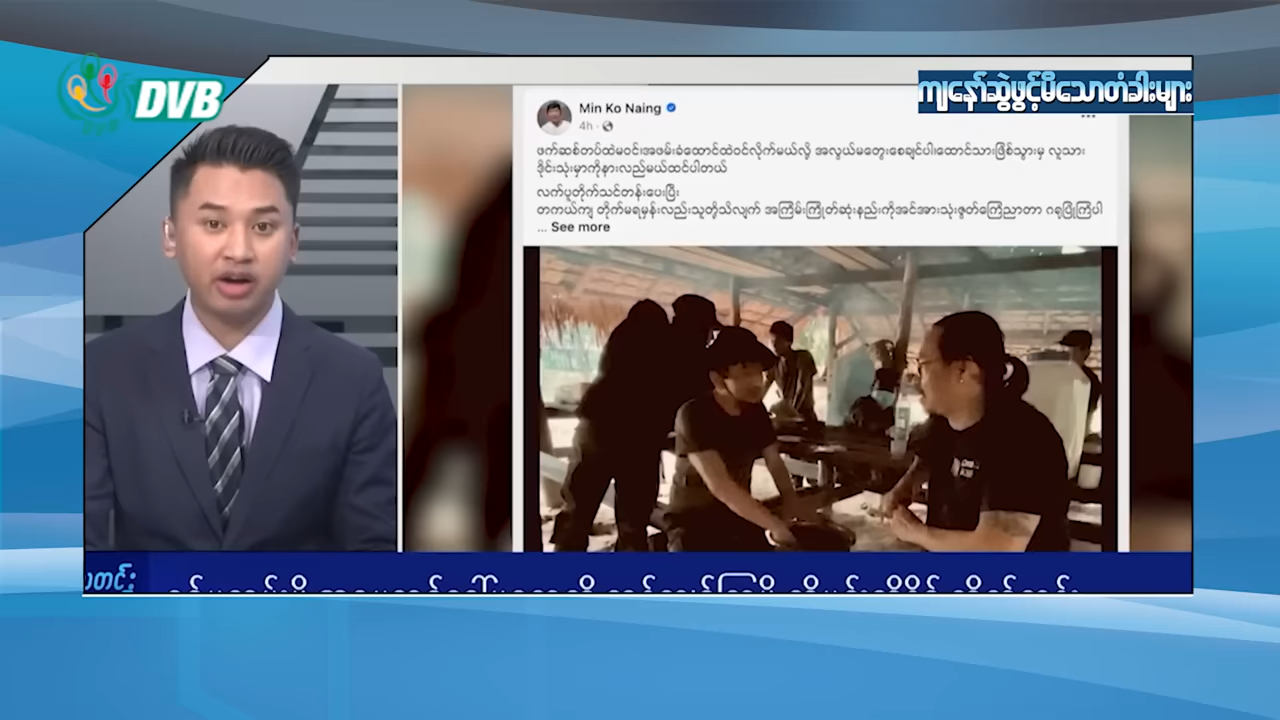 DVB
ကျနော်ဆွဲဖွင့်မိသောတံခါးများ
Min Ko Naing
4h
ဖက်ဆစ်တပ်ထဲမဝင်းအဖမ်းခံထောင်ထဲဝင်လိုက်မယ်လို့ အလွယ်မတွေးစေချင်ပါ၊ထောင်သားဖြစ်သွားမှ လူသား
ဒိုင်းသုံးမှာကိုနားလည်မယ်ထင်ပါတယ်
လက်ပူတိုက်သင်တန်းပေးပြီး
တကယ်ကျ တိုက်မရမှန်းလည်းသူတို့သိလျက် အကြမ်းကြုတ်ဆုံးနည်းကိုအင်အားသုံးဇွတ်ကြေညာတာ ဂရုပြုကြပါ
... See more